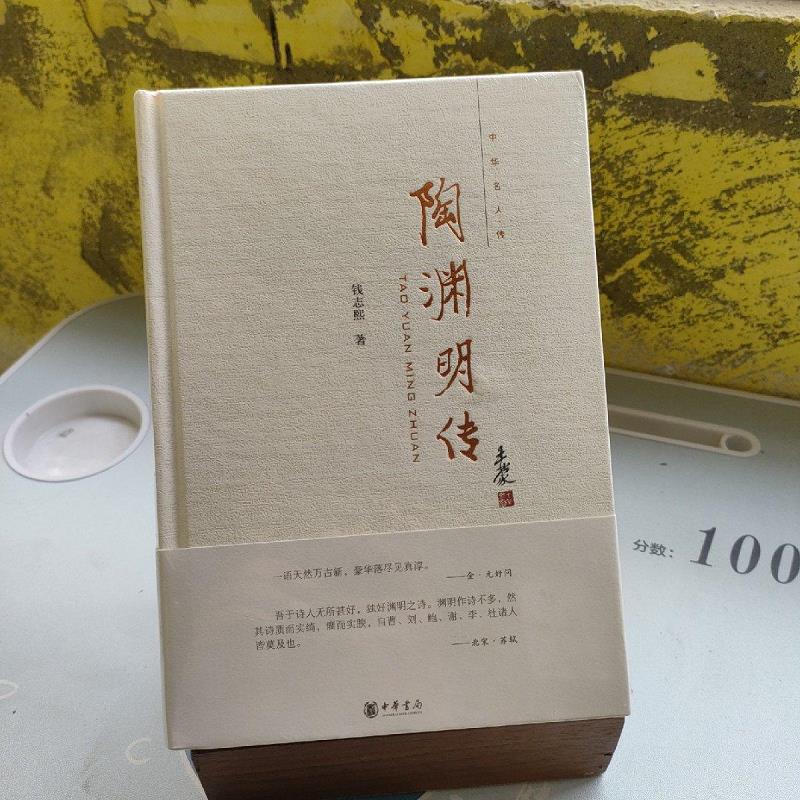 中华名人传
陶渊明传
TAO YUAN MING ZHUAN
钱志熙 著
一语天然万古新，豪华落尽见真淳。
——金·元好问
吾于诗人无所甚好，独好渊明之诗。渊明作诗不多，然
其诗质而实绮，癯而实腴，自曹、刘、鲍、谢、李、杜诸人
皆莫及也。
——北宋·苏轼
中華書局
分数：100